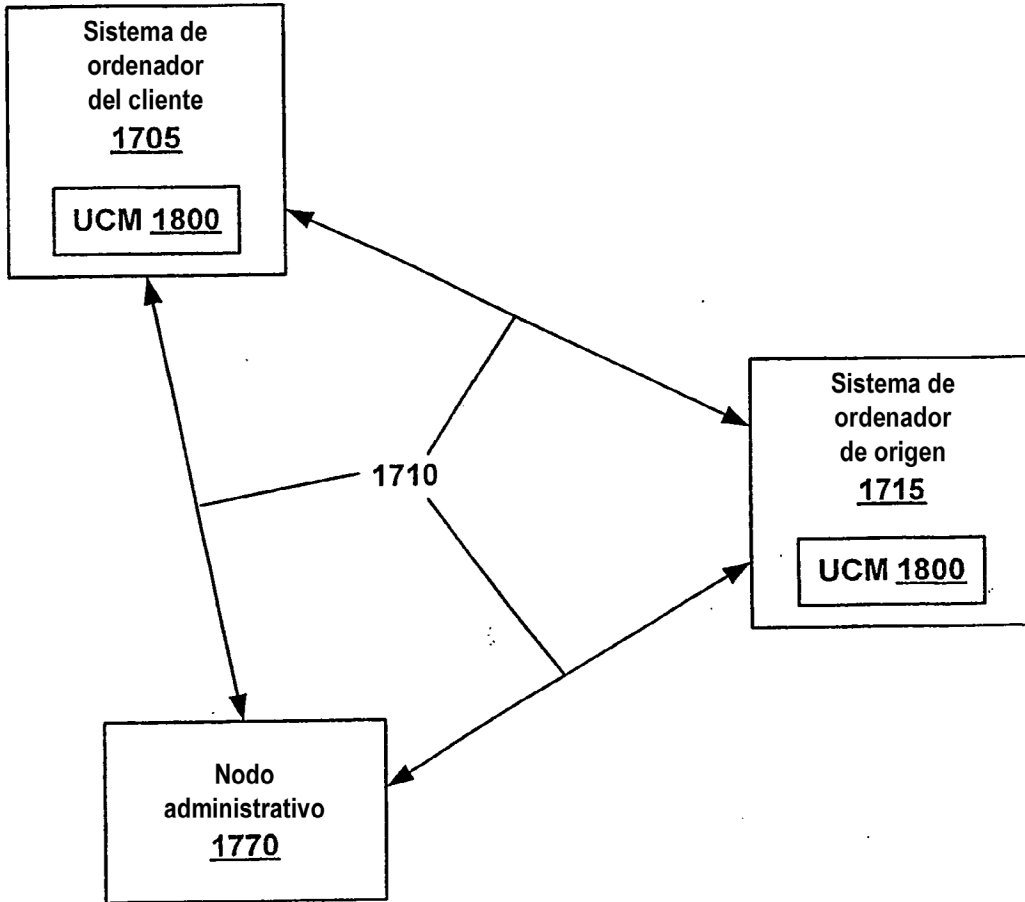 Sistema de
ordenador
del cliente
1705
UCM 1800
1710
Sistema de
ordenador
de origen
1715
UCM 1800
Nodo
administrativo
1770